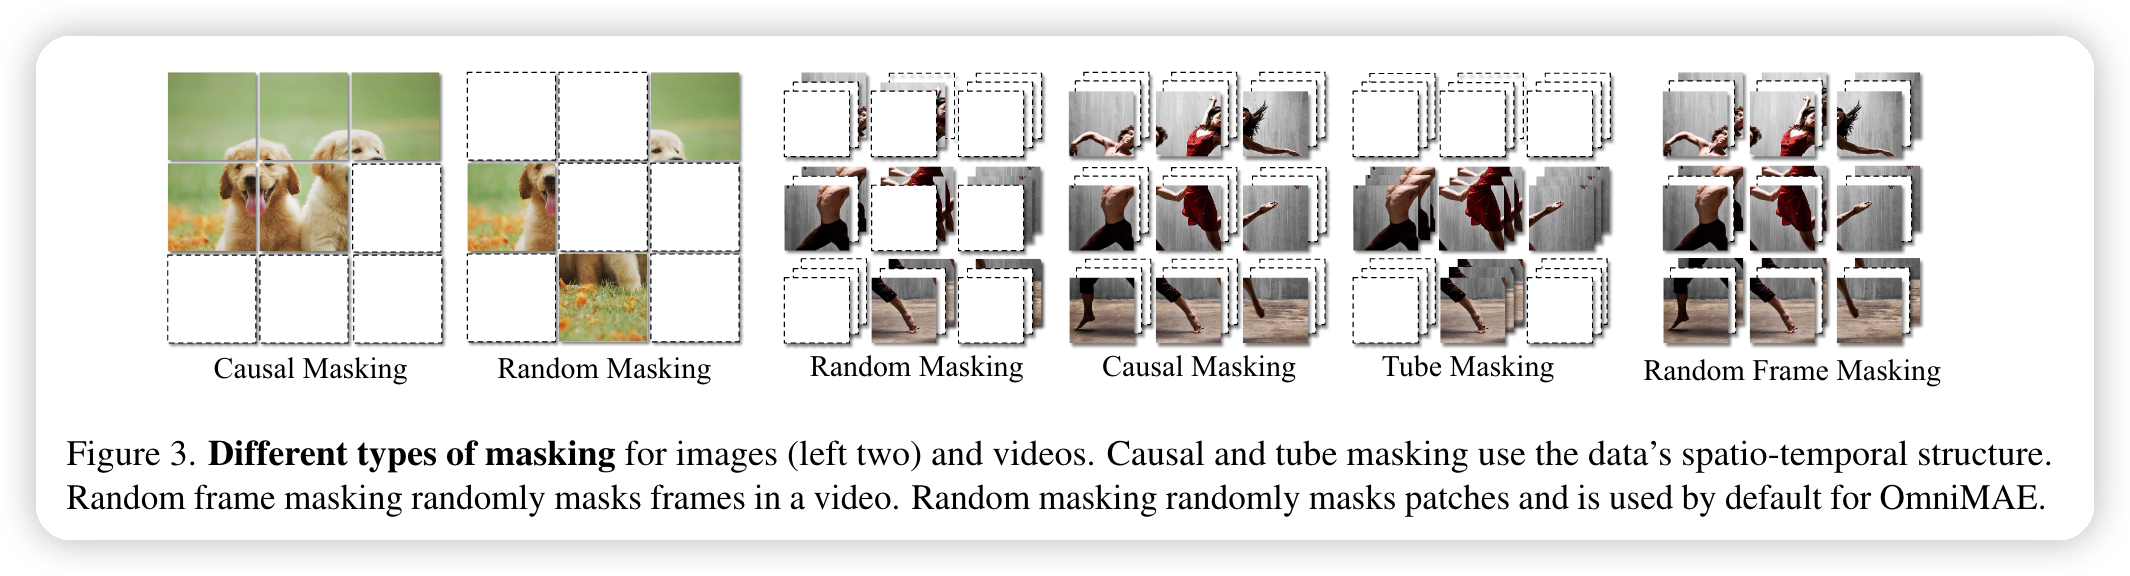 Causal Masking
Random Masking
Random Masking
Causal Masking
Tube Masking
Random Frame Masking
Figure 3. Different types of masking for images (left two) and videos. Causal and tube masking use the data’s spatio-temporal structure.
Random frame masking randomly masks frames in a video. Random masking randomly masks patches and is used by default for OmniMAE.